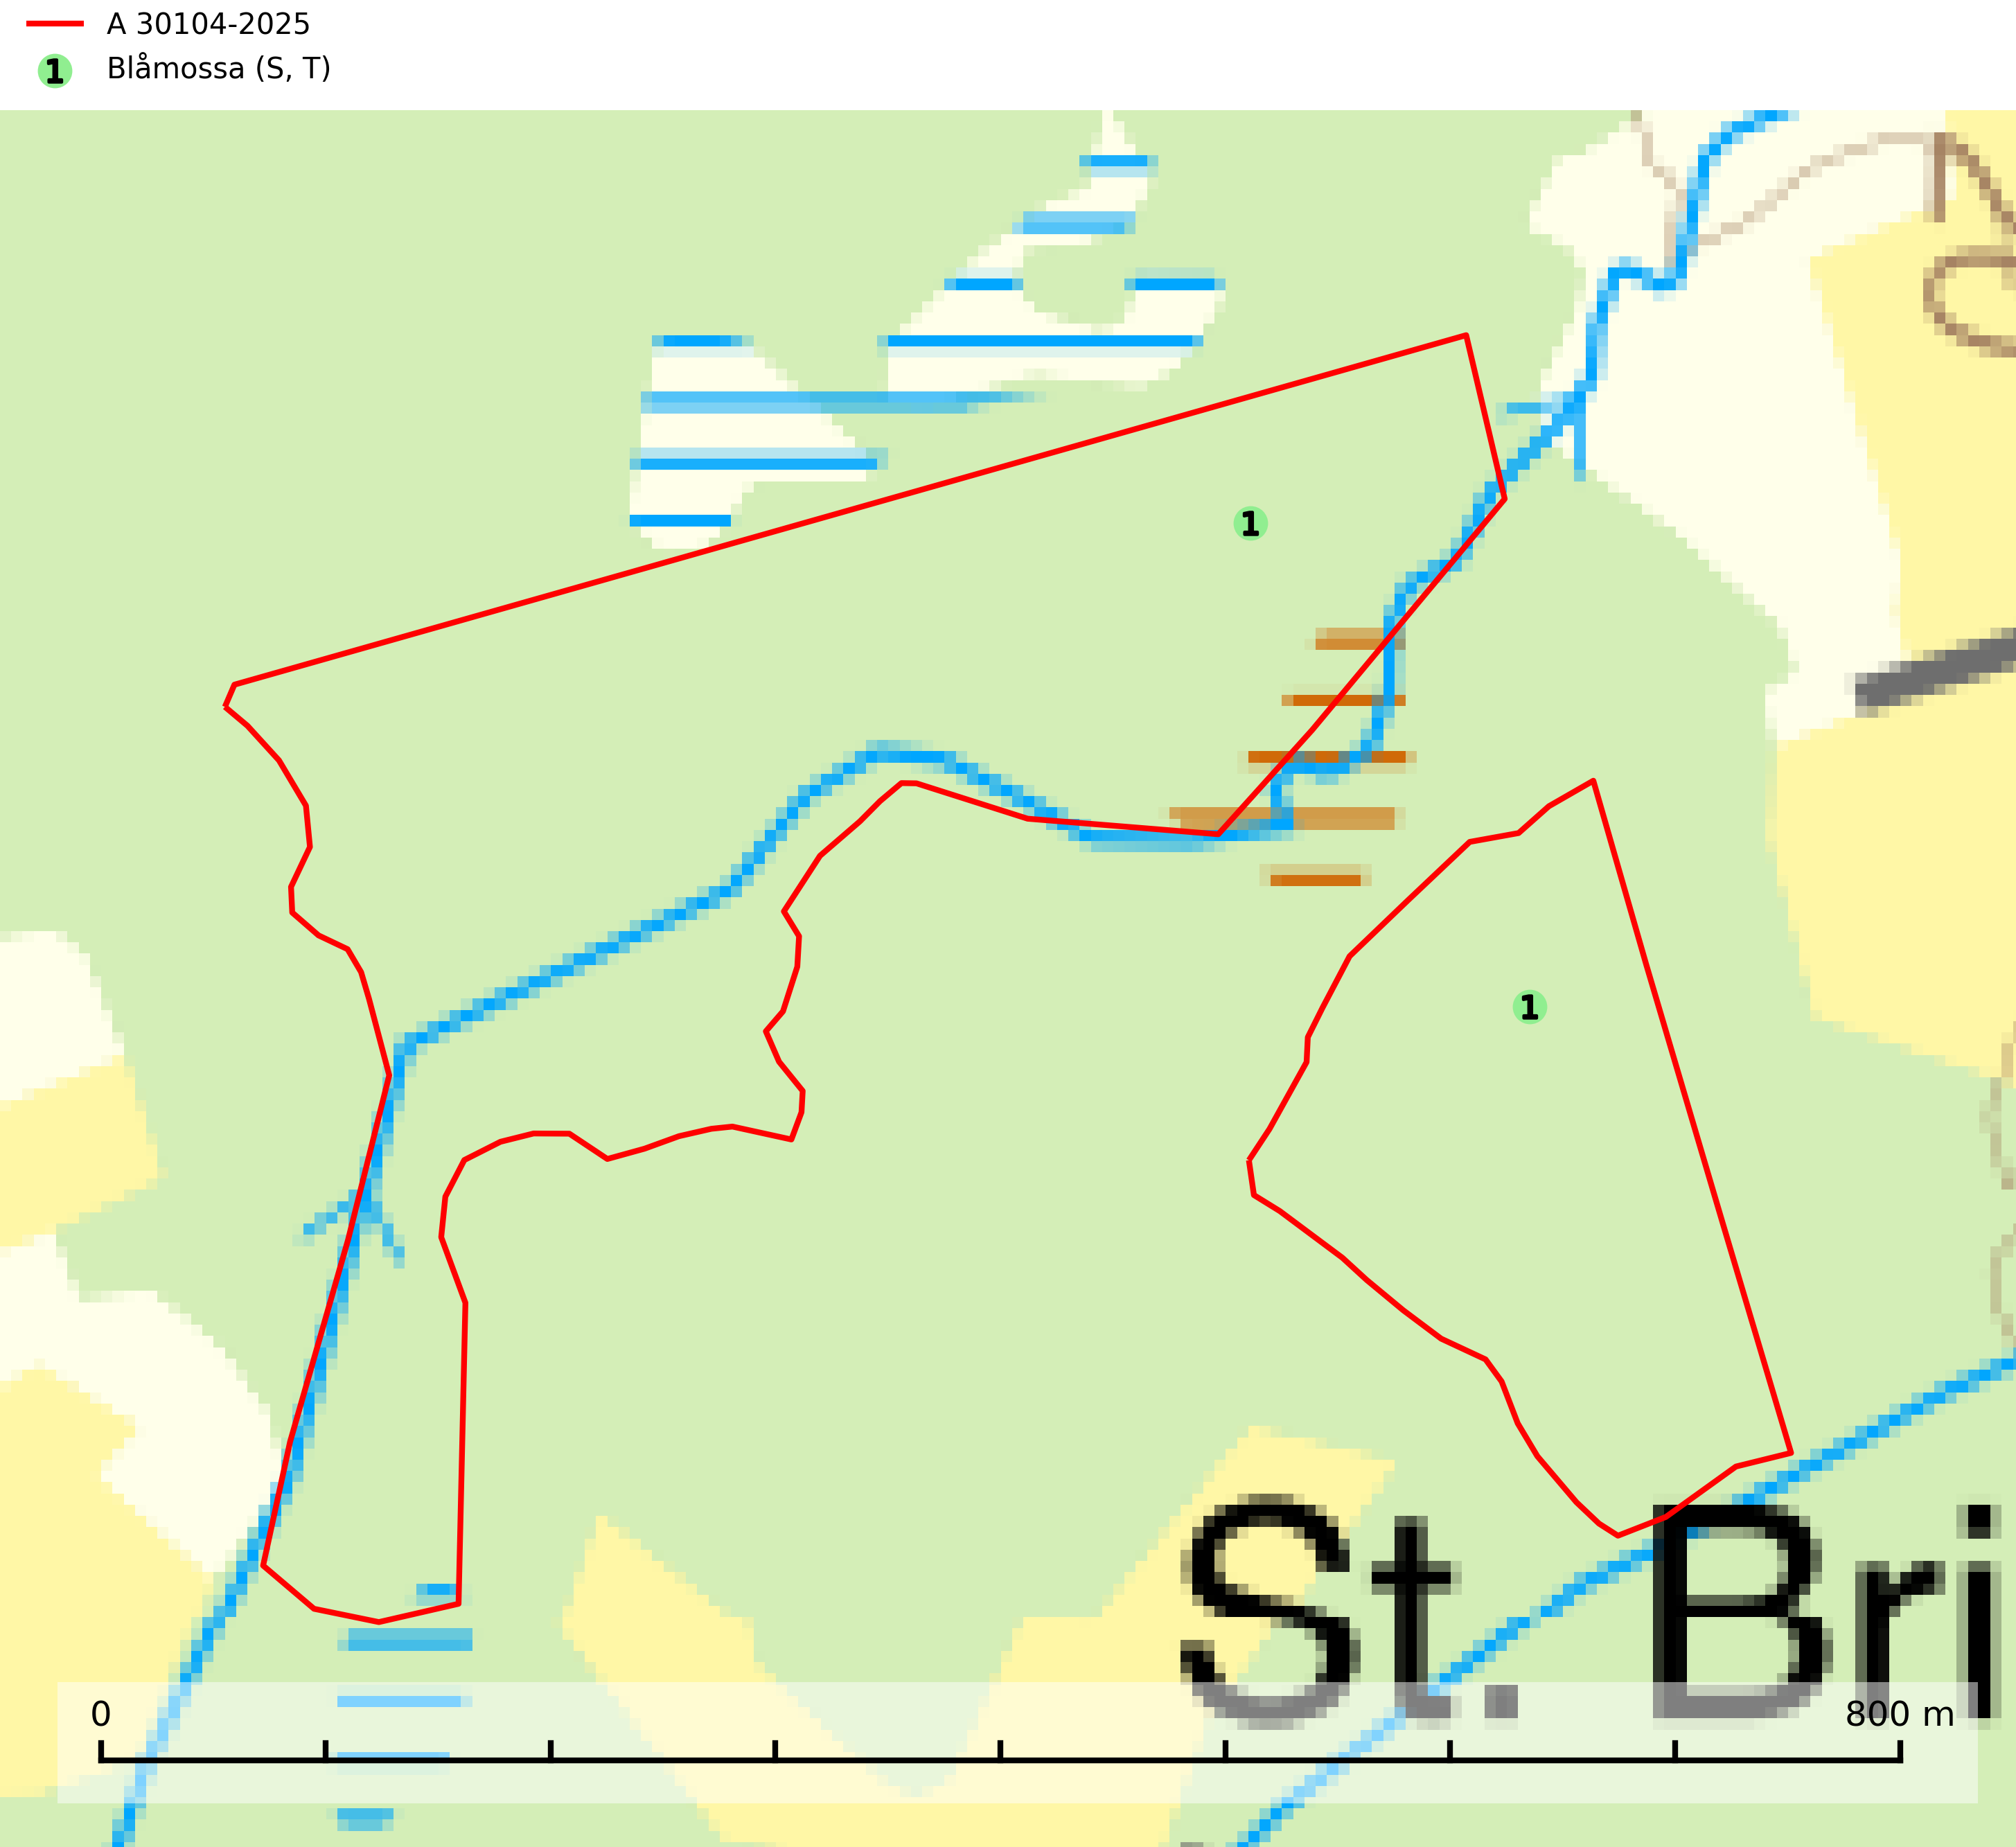 A 30104-2025
1 Blåmossa (S, T)
1
1
St. Bri
0 800 m